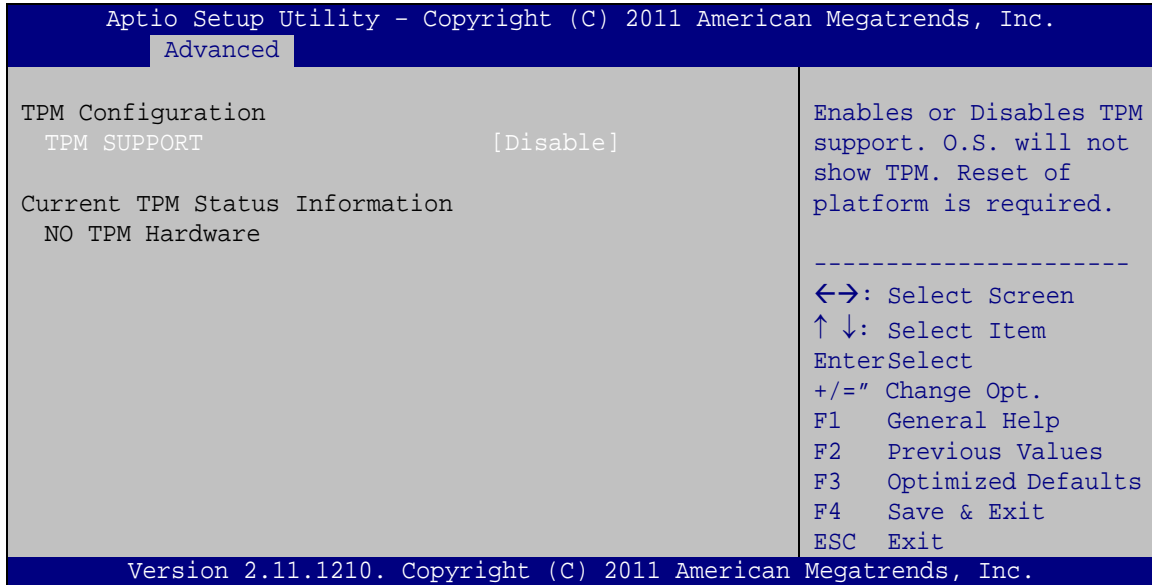 Aptio Setup Utility – Copyright (C) 2011 American Megatrends, Inc.
Advanced
TPM Configuration
TPM SUPPORT [Disable]
Current TPM Status Information
NO TPM Hardware
Enables or Disables TPM
support. O.S. will not
show TPM. Reset of
platform is required.
----------------------
←→: Select Screen
↑ ↓: Select Item
EnterSelect
+/=″ Change Opt.
F1 General Help
F2 Previous Values
F3 Optimized Defaults
F4 Save & Exit
ESC Exit
Version 2.11.1210. Copyright (C) 2011 American Megatrends, Inc.